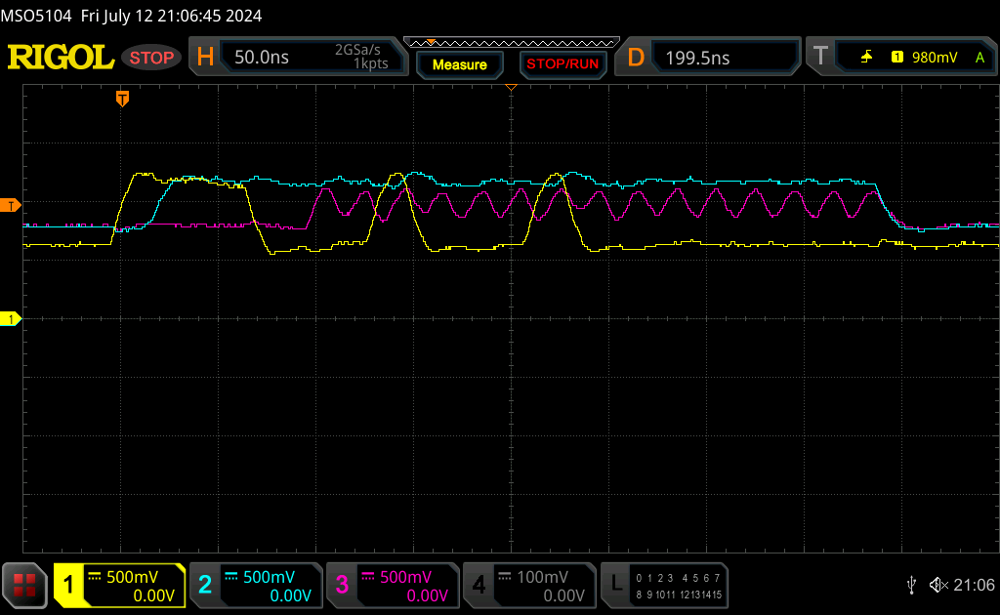 MSO5104 Fri July 12 21:06:45 2024
RIGOL STOP H 50.0ns 2GSa/s 1kpts Measure STOP/RUN D 199.5ns T 1 980mV A
T
T
1
1 500mV 0.00V 2 500mV 0.00V 3 500mV 0.00V 4 100mV 0.00V L 0 1 2 3 4 5 6 7
8 9 10 11 12 13 14 15
21:06